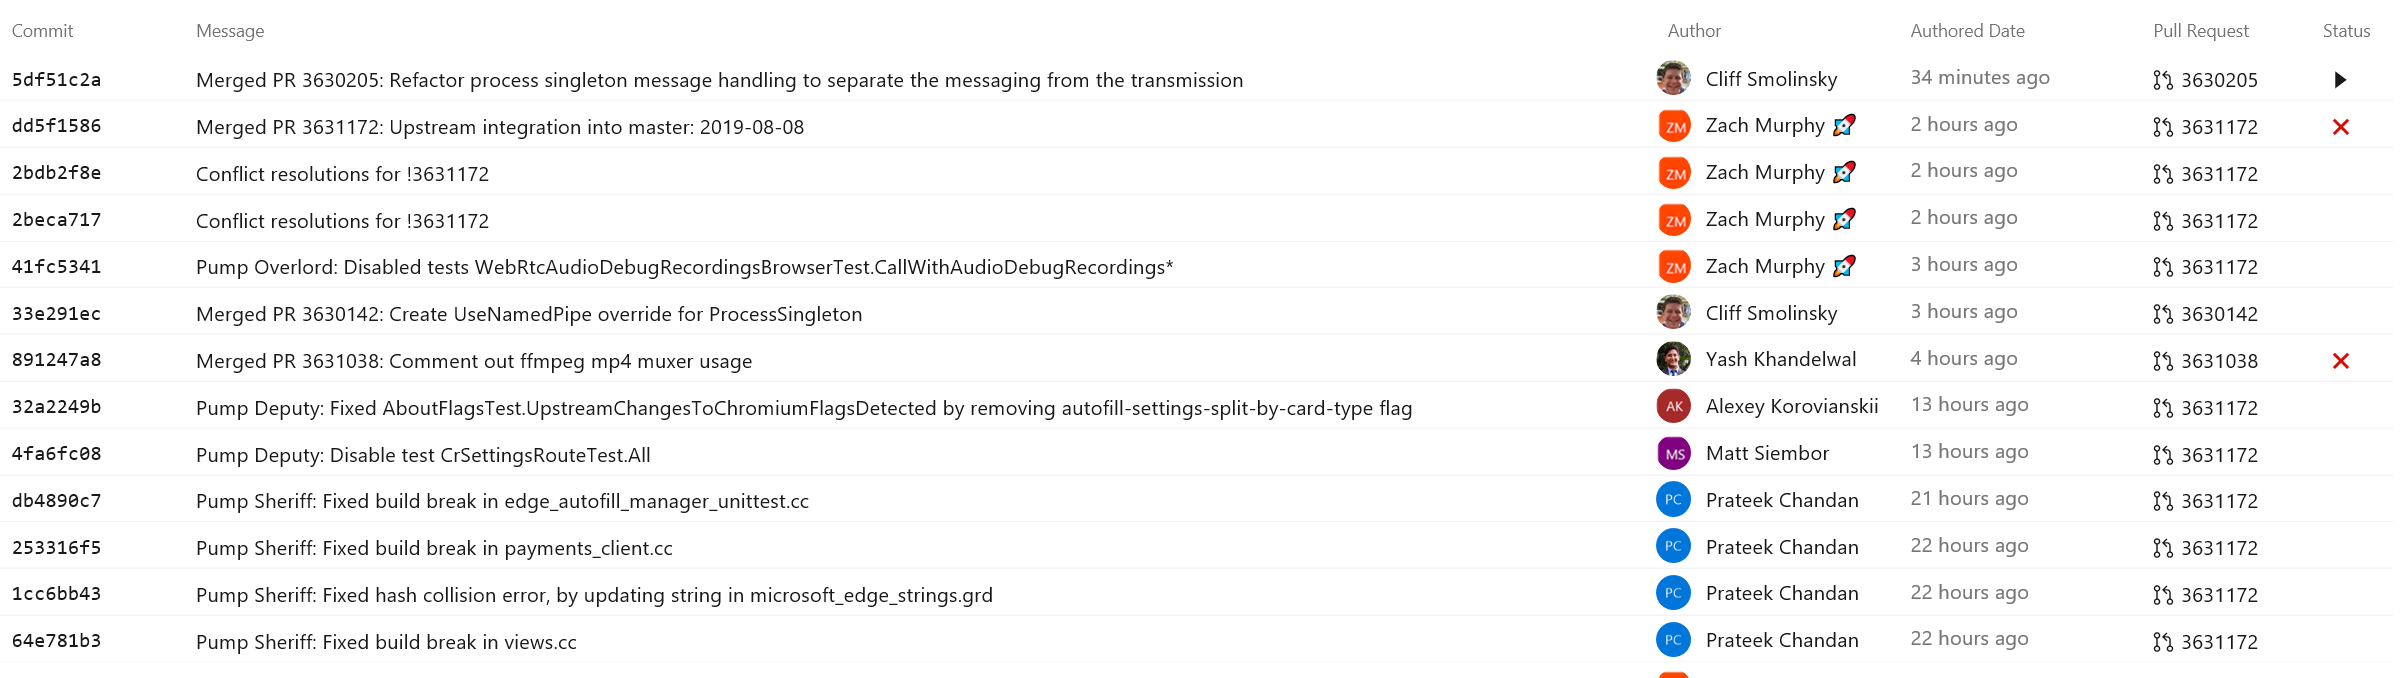 Commit Message Author Authored Date Pull Request Status
5df51c2a Merged PR 3630205: Refactor process singleton message handling to separate the messaging from the transmission Cliff Smolinsky 34 minutes ago 3630205
dd5f1586 Merged PR 3631172: Upstream integration into master: 2019-08-08 ZM Zach Murphy 🚀 2 hours ago 3631172
2bdb2f8e Conflict resolutions for !3631172 ZM Zach Murphy 🚀 2 hours ago 3631172
2beca717 Conflict resolutions for !3631172 ZM Zach Murphy 🚀 2 hours ago 3631172
41fc5341 Pump Overlord: Disabled tests WebRtcAudioDebugRecordingsBrowserTest.CallWithAudioDebugRecordings* ZM Zach Murphy 🚀 3 hours ago 3631172
33e291ec Merged PR 3630142: Create UseNamedPipe override for ProcessSingleton Cliff Smolinsky 3 hours ago 3630142
891247a8 Merged PR 3631038: Comment out ffmpeg mp4 muxer usage Yash Khandelwal 4 hours ago 3631038
32a2249b Pump Deputy: Fixed AboutFlagsTest.UpstreamChangesToChromiumFlagsDetected by removing autofill-settings-split-by-card-type flag AK Alexey Korovianskii 13 hours ago 3631172
4fa6fc08 Pump Deputy: Disable test CrSettingsRouteTest.All MS Matt Siembor 13 hours ago 3631172
db4890c7 Pump Sheriff: Fixed build break in edge_autofill_manager_unittest.cc PC Prateek Chandan 21 hours ago 3631172
253316f5 Pump Sheriff: Fixed build break in payments_client.cc PC Prateek Chandan 22 hours ago 3631172
1cc6bb43 Pump Sheriff: Fixed hash collision error, by updating string in microsoft_edge_strings.grd PC Prateek Chandan 22 hours ago 3631172
64e781b3 Pump Sheriff: Fixed build break in views.cc PC Prateek Chandan 22 hours ago 3631172